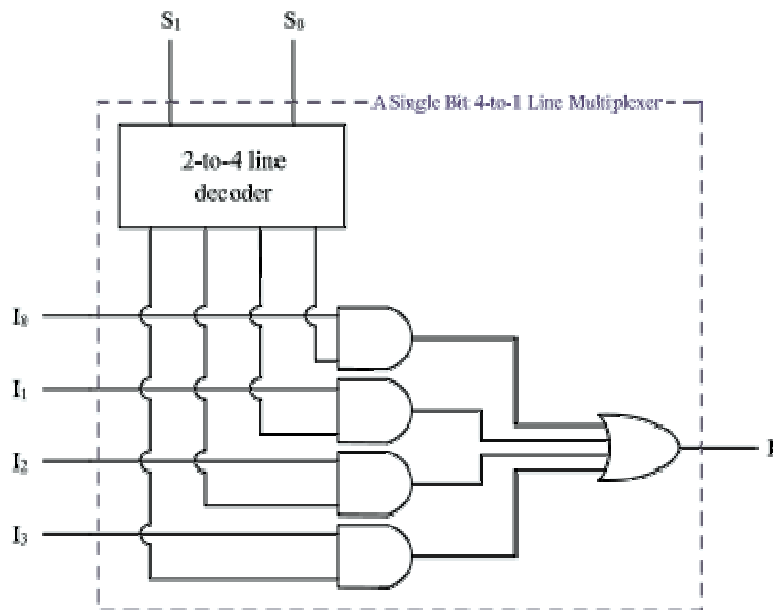 S₁ S₀
A Single Bit 4-to-1 Line Multiplexer
2-to-4 line
decoder
I₀
I₁
I₂
I₃